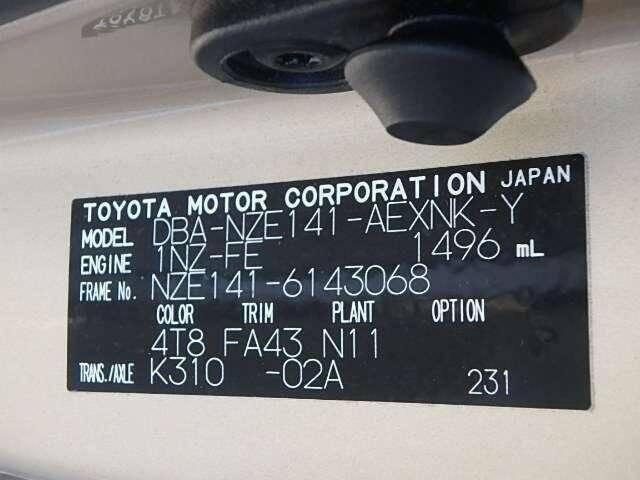 TOYOTA MOTOR CORPORATION JAPAN
MODEL DBA-NZE141-AEXNK-Y
ENGINE 1NZ-FE 1496 mL
FRAME No. NZE141-6143068
COLOR TRIM PLANT OPTION
4T8 FA43 N11
TRANS./AXLE K310 -02A 231